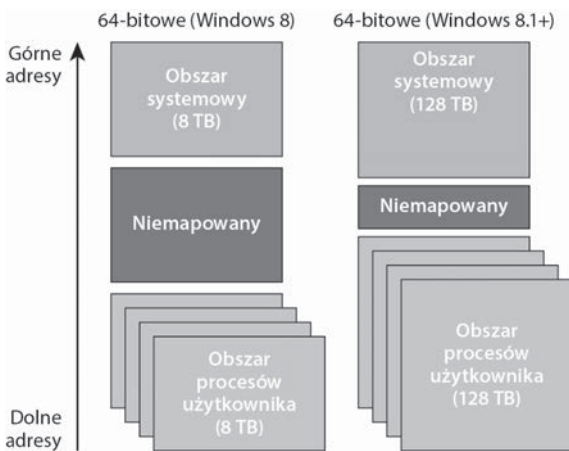 64-bitowe (Windows 8)
64-bitowe (Windows 8.1+)
Górne
adresy
Obszar
systemowy
(8 TB)
Obszar
systemowy
(128 TB)
Niemapowany
Niemapowany
Obszar
procesów
użytkownika
(8 TB)
Obszar
procesów
użytkownika
(128 TB)
Dolne
adresy